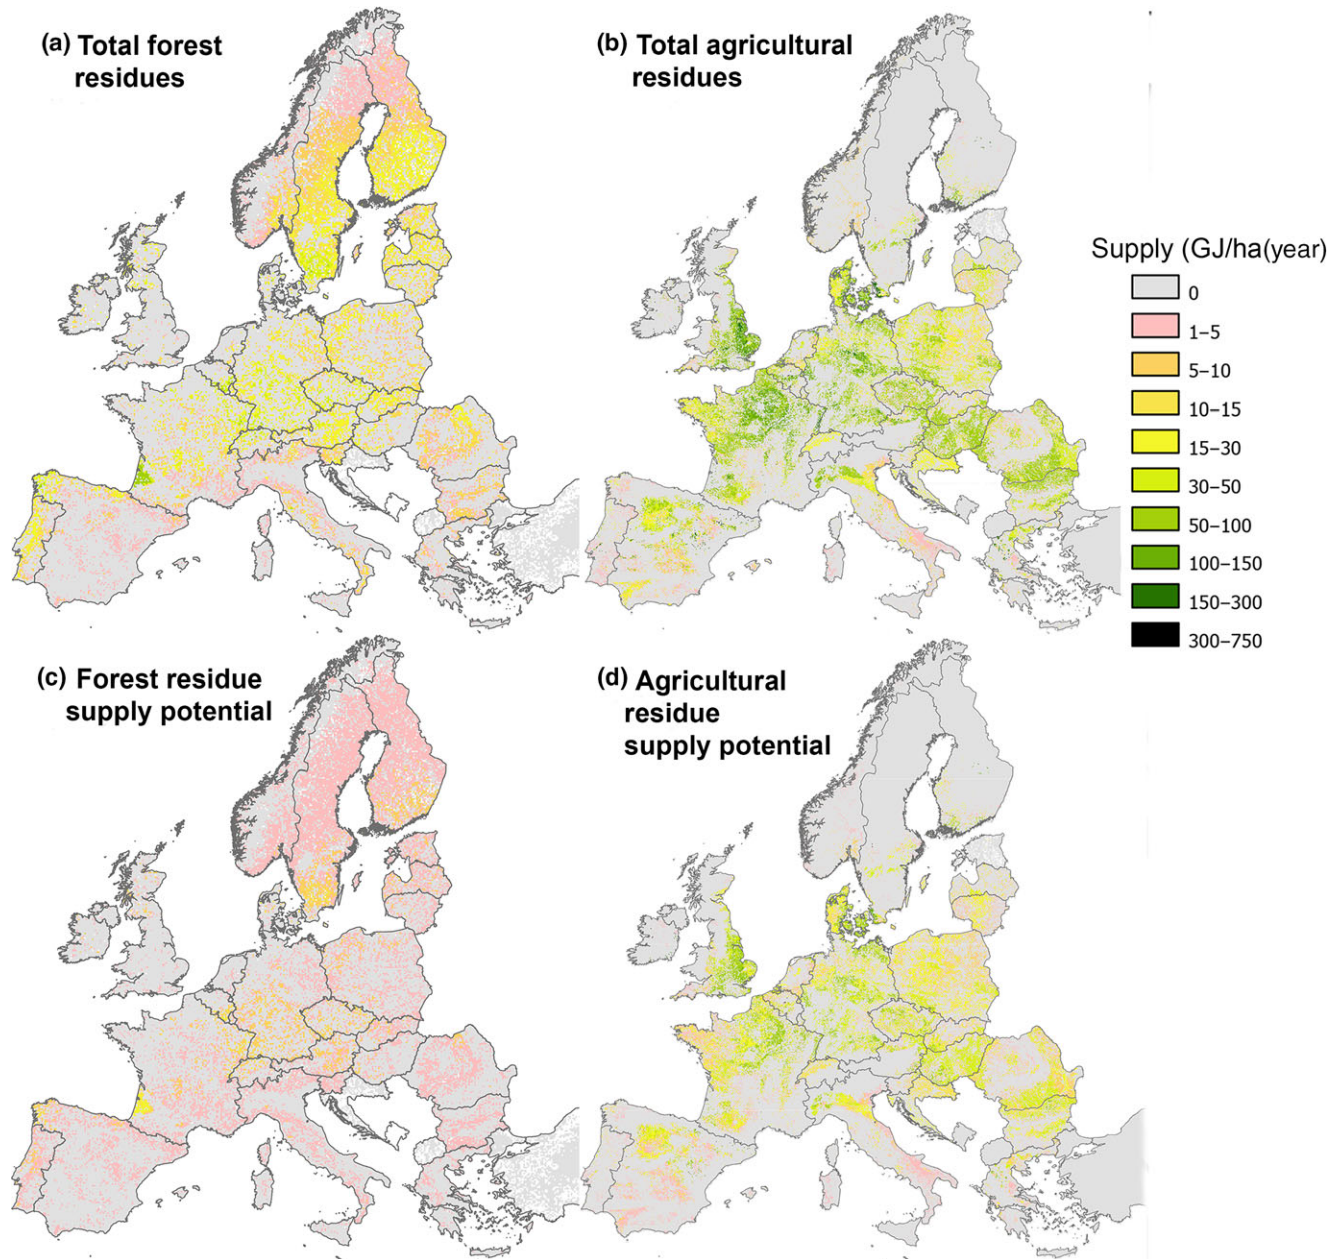 (a) Total forest
residues
(b) Total agricultural
residues
Supply (GJ/ha(year)
0
1–5
5–10
10–15
15–30
30–50
50–100
100–150
150–300
300–750
(c) Forest residue
supply potential
(d) Agricultural
residue
supply potential